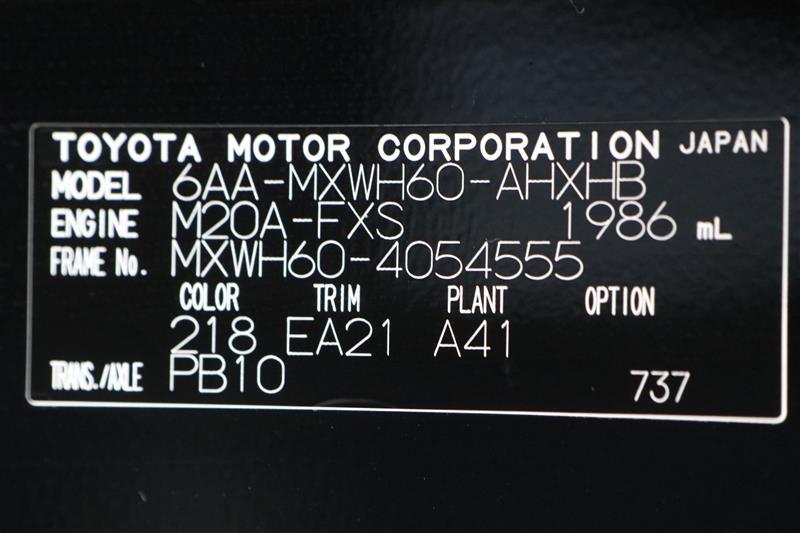 TOYOTA MOTOR CORPORATION JAPAN
MODEL 6AA-MXWH60-AHXHB
ENGINE M20A-FXS 1986 mL
FRAME No. MXWH60-4054555
COLOR TRIM PLANT OPTION
218 EA21 A41
TRANS./AXLE PB10 737